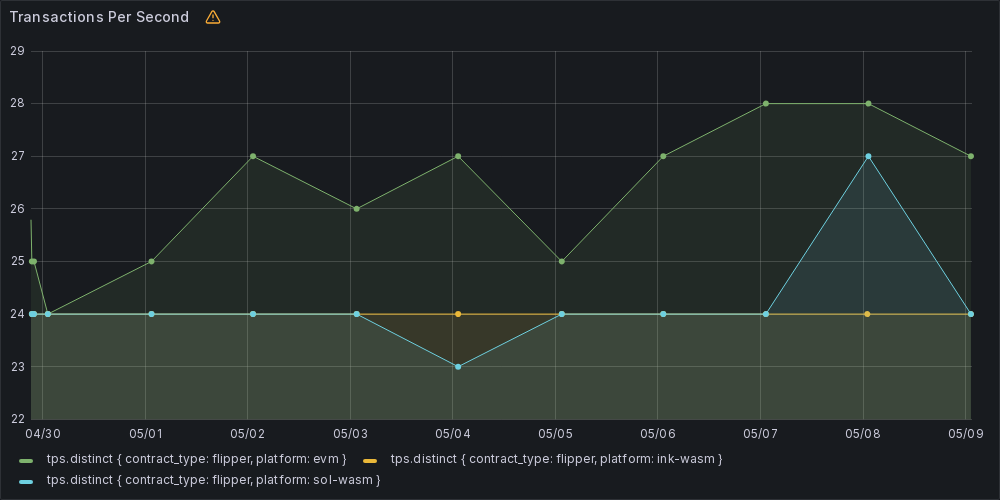 Transactions Per Second
29
28
27
26
25
24
23
22
04/30 05/01 05/02 05/03 05/04 05/05 05/06 05/07 05/08 05/09
tps.distinct { contract_type: flipper, platform: evm } tps.distinct { contract_type: flipper, platform: ink-wasm }
tps.distinct { contract_type: flipper, platform: sol-wasm }